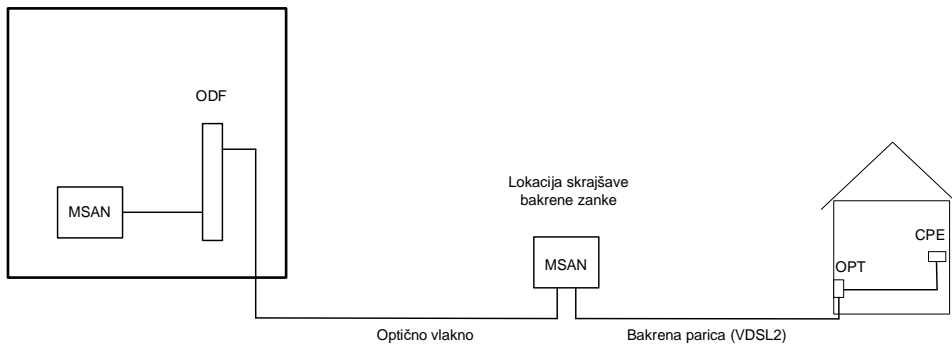 ODF
MSAN
Lokacija skrajšave
bakrene zanke
MSAN
CPE
OPT
Optično vlakno
Bakrena parica (VDSL2)